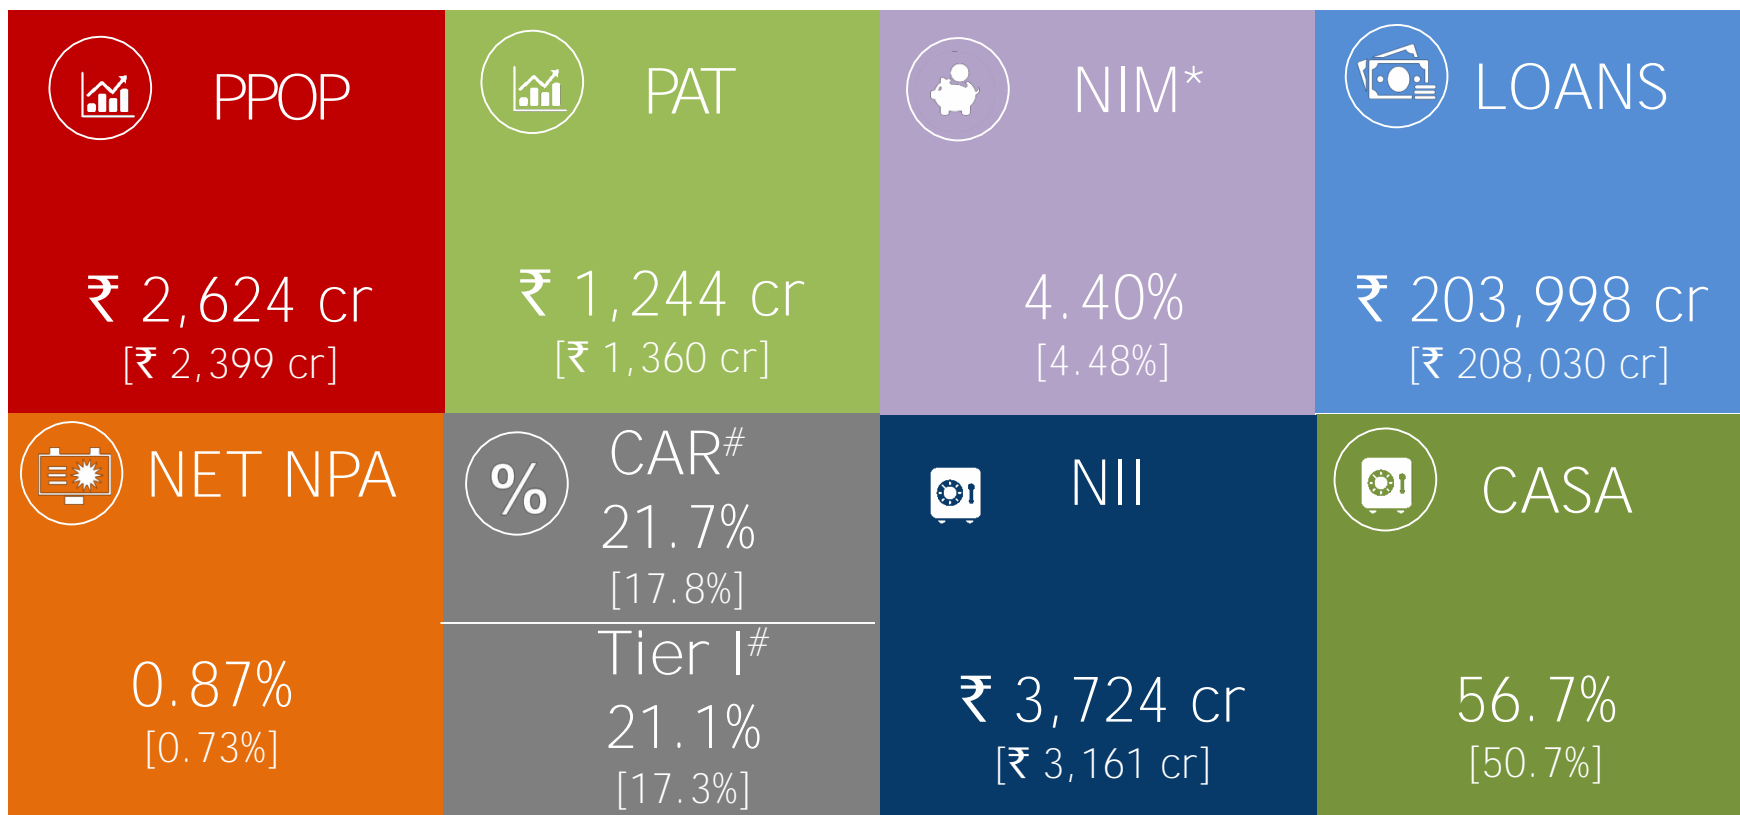 PPOP
₹ 2,624 cr
[₹ 2,399 cr]
PAT
₹ 1,244 cr
[₹ 1,360 cr]
NIM*
4.40%
[4.48%]
LOANS
₹ 203,998 cr
[₹ 208,030 cr]
NET NPA
0.87%
[0.73%]
%
CAR#
21.7%
[17.8%]
Tier I#
21.1%
[17.3%]
NII
₹ 3,724 cr
[₹ 3,161 cr]
CASA
56.7%
[50.7%]